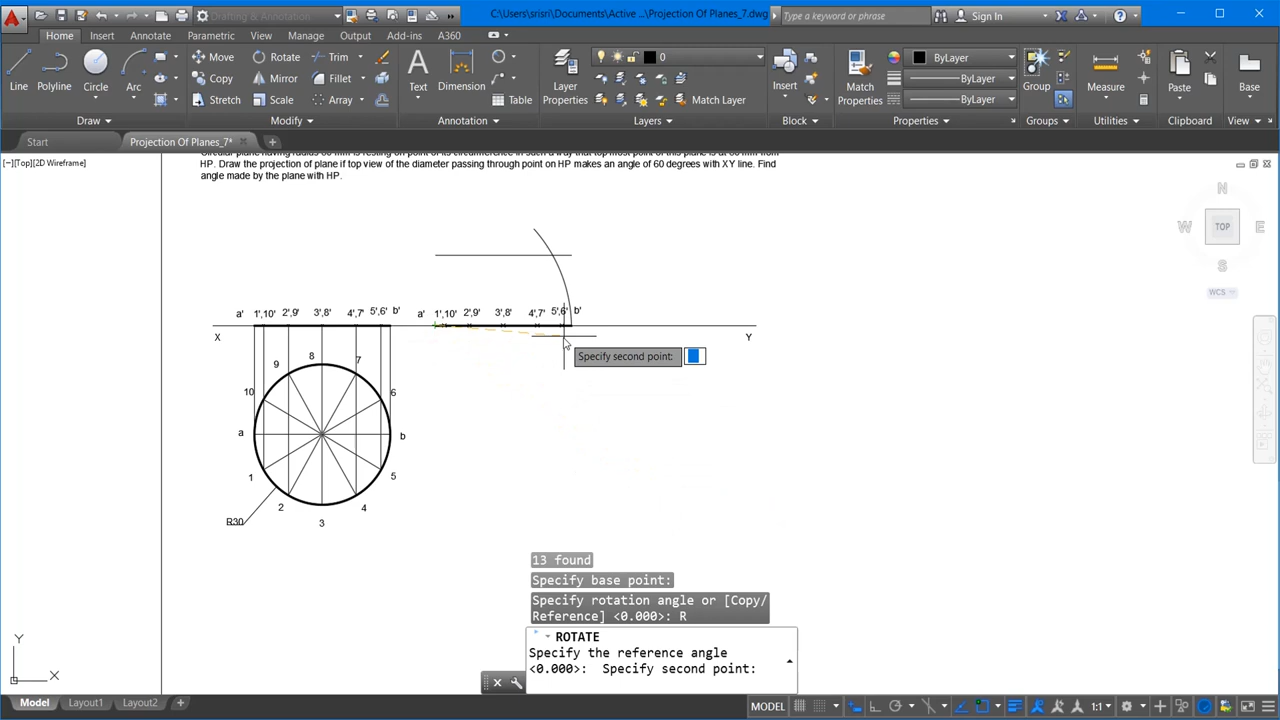 Drafting & Annotation
C:\Users\srisri\Documents\Active ...\Projection Of Planes_7.dwg
Type a keyword or phrase
Sign In
Home Insert Annotate Parametric View Manage Output Add-ins A360
Line Polyline Circle Arc
Move Rotate Trim
Copy Mirror Fillet
Stretch Scale Array
Text Dimension Table
Layer Properties
0
Match Layer
Insert
Match Properties
ByLayer
ByLayer
ByLayer
Group
Measure
Paste
Base
Draw Modify Annotation Layers Block Properties Groups Utilities Clipboard View
Start Projection Of Planes_7*
[−][Top][2D Wireframe]
HP. Draw the projection of plane if top view of the diameter passing through point on HP makes an angle of 60 degrees with XY line. Find
angle made by the plane with HP.
N
W TOP E
S
WCS
a' 1',10' 2',9' 3',8' 4',7' 5',6' b' a' 1',10' 2',9' 3',8' 4',7' 5',6' b'
X Y
8
9 7
10 6
a b
1 5
2 4
3
R30
Specify second point:
13 found
Specify base point:
Specify rotation angle or [Copy/
Reference] <0.000>: R
ROTATE
Specify the reference angle
<0.000>: Specify second point:
Y
X
Model Layout1 Layout2 +
MODEL 1:1